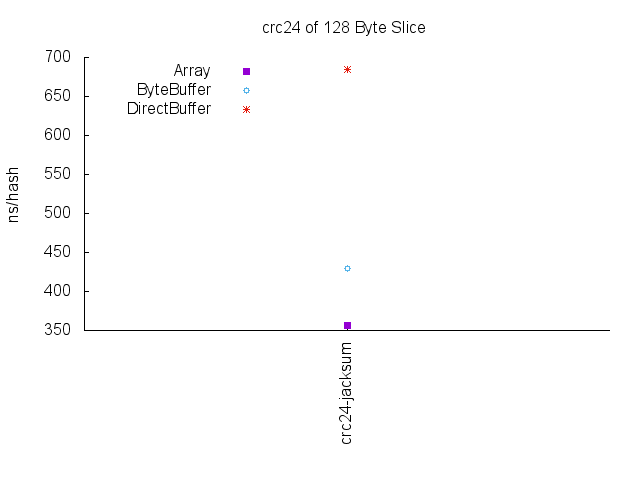 crc24 of 128 Byte Slice
700
650
600
550
500
450
400
350
ns/hash
Array
ByteBuffer
DirectBuffer
crc24-jacksum